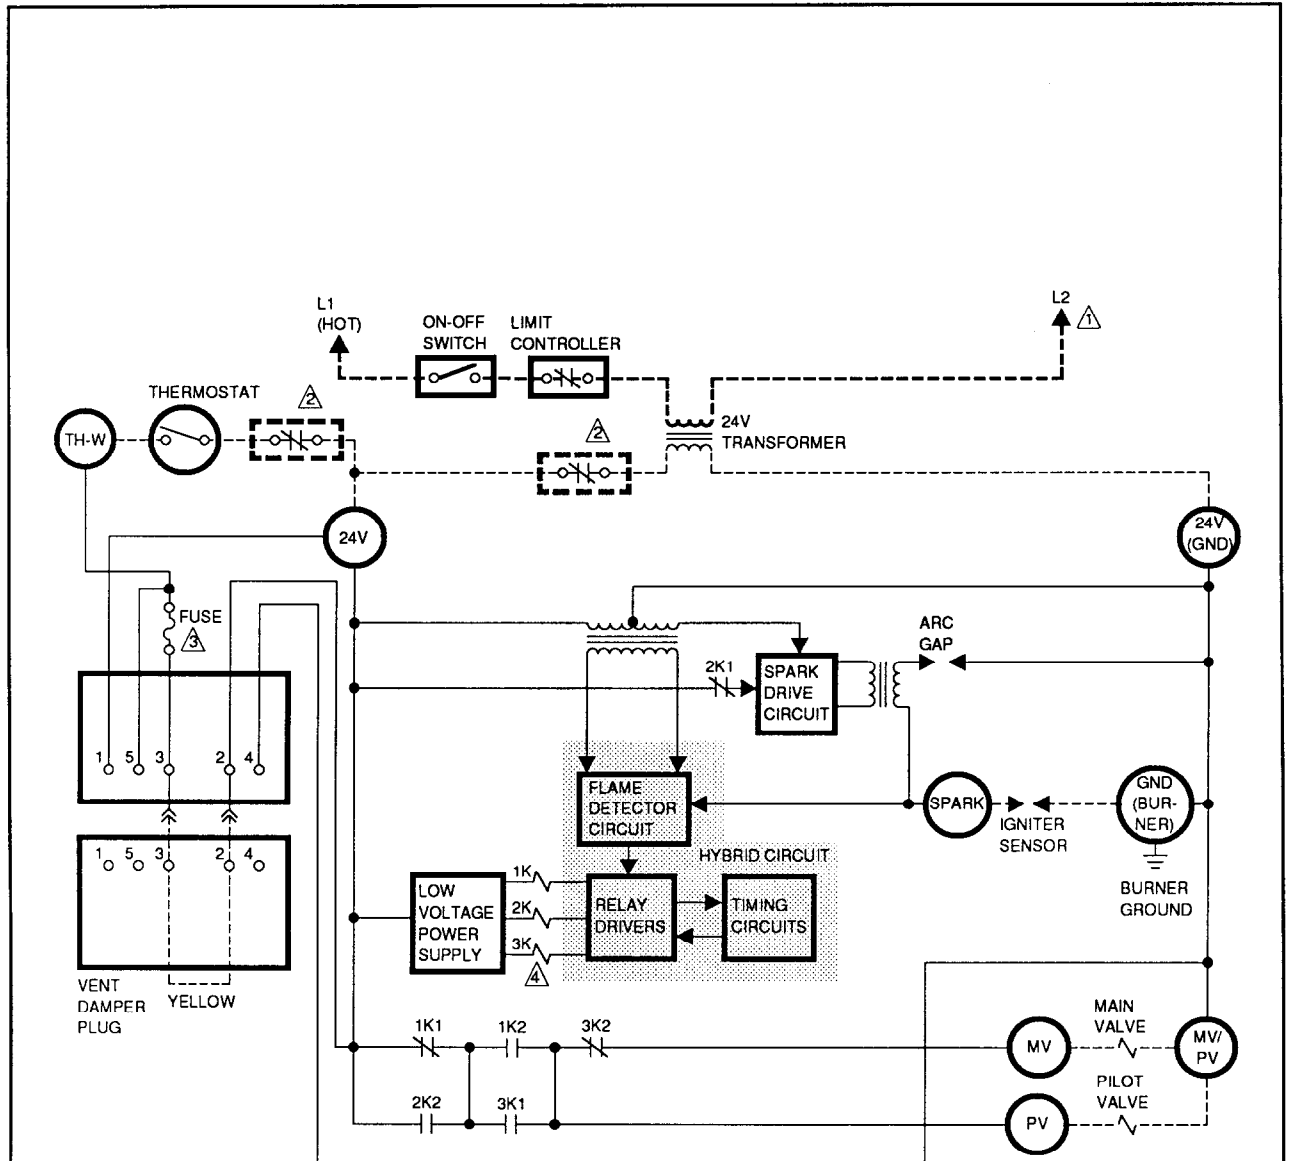 L1
(HOT)
ON-OFF
SWITCH
LIMIT
CONTROLLER
L2
1
THERMOSTAT
2
TH-W
2
24V
TRANSFORMER
24V
24V
(GND)
FUSE
3
ARC
GAP
2K1
SPARK
DRIVE
CIRCUIT
1 5 3 2 4
FLAME
DETECTOR
CIRCUIT
SPARK
IGNITER
SENSOR
GND
(BUR-
NER)
BURNER
GROUND
1 5 3 2 4
HYBRID CIRCUIT
LOW
VOLTAGE
POWER
SUPPLY
1K
2K
3K
4
RELAY
DRIVERS
TIMING
CIRCUITS
VENT
DAMPER
PLUG
YELLOW
1K1
1K2
3K2
MV
MAIN
VALVE
MV/
PV
2K2
3K1
PV
PILOT
VALVE